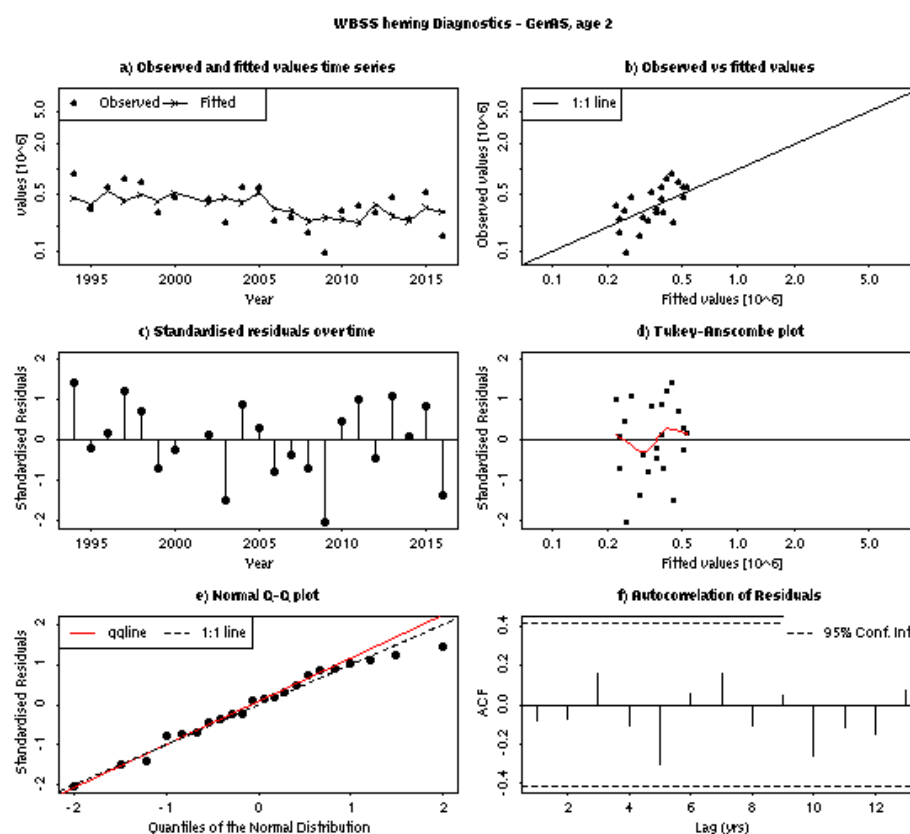 WBSS herring Diagnostics - GerAS, age 2
a) Observed and fitted values time series
Observed Fitted
values [10^6]
0.1 0.5 2.0 5.0
1995 2000 2005 2010 2015
Year
b) Observed vs fitted values
1:1 line
Observed values [10^6]
0.1 0.5 2.0 5.0
0.1 0.2 0.5 1.0 2.0 5.0
Fitted values [10^6]
c) Standardised residuals over time
Standardised Residuals
-2 -1 0 1 2
1995 2000 2005 2010 2015
Year
d) Tukey-Anscombe plot
Standardised Residuals
-2 -1 0 1 2
0.1 0.2 0.5 1.0 2.0 5.0
Fitted values [10^6]
e) Normal Q-Q plot
qqline 1:1 line
Standardised Residuals
-2 -1 0 1 2
-2 -1 0 1 2
Quantiles of the Normal Distribution
f) Autocorrelation of Residuals
95% Conf. Int
ACF
-0.4 -0.2 0.0 0.2 0.4
2 4 6 8 10 12
Lag (yrs)